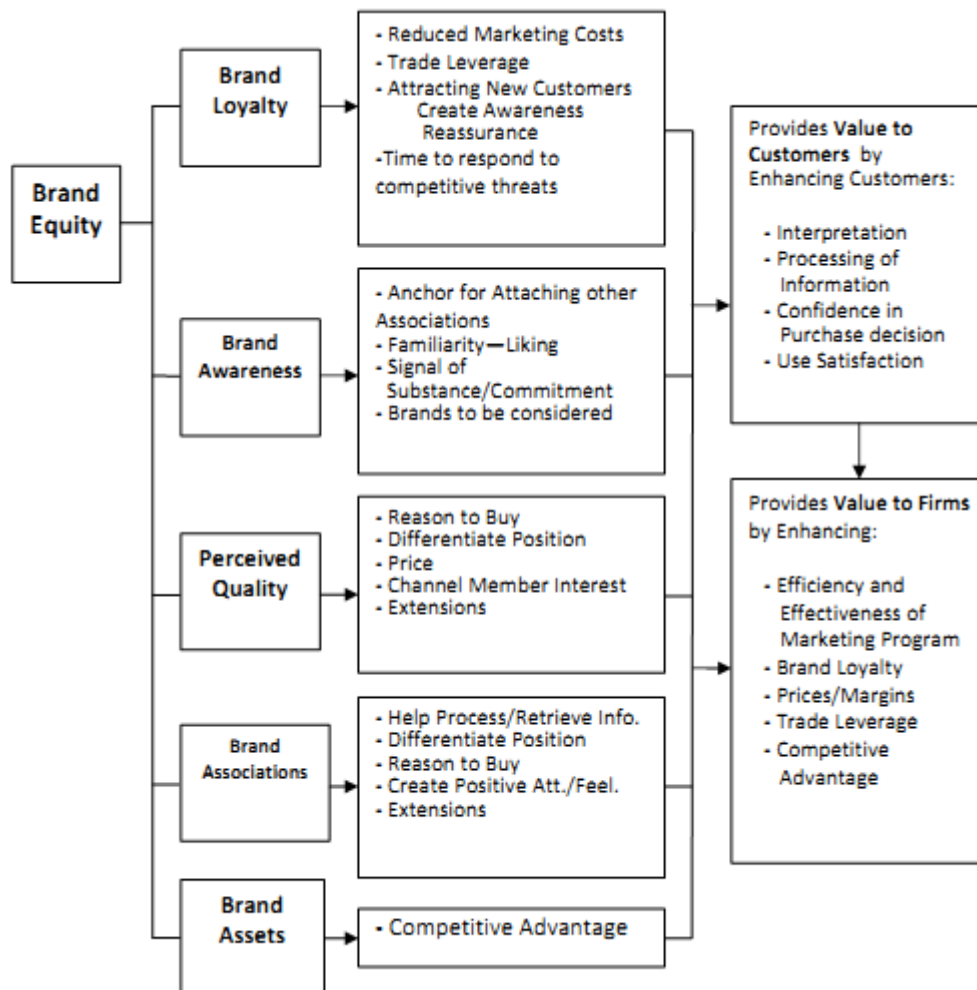 Brand
Equity
Brand
Loyalty
- Reduced Marketing Costs
- Trade Leverage
- Attracting New Customers
Create Awareness
Reassurance
-Time to respond to
competitive threats
Brand
Awareness
- Anchor for Attaching other
Associations
- Familiarity—Liking
- Signal of
Substance/Commitment
- Brands to be considered
Perceived
Quality
- Reason to Buy
- Differentiate Position
- Price
- Channel Member Interest
- Extensions
Brand
Associations
- Help Process/Retrieve Info.
- Differentiate Position
- Reason to Buy
- Create Positive Att./Feel.
- Extensions
Brand
Assets
- Competitive Advantage
Provides Value to
Customers by
Enhancing Customers:
- Interpretation
- Processing of
Information
- Confidence in
Purchase decision
- Use Satisfaction
Provides Value to Firms
by Enhancing:
- Efficiency and
Effectiveness of
Marketing Program
- Brand Loyalty
- Prices/Margins
- Trade Leverage
- Competitive
Advantage